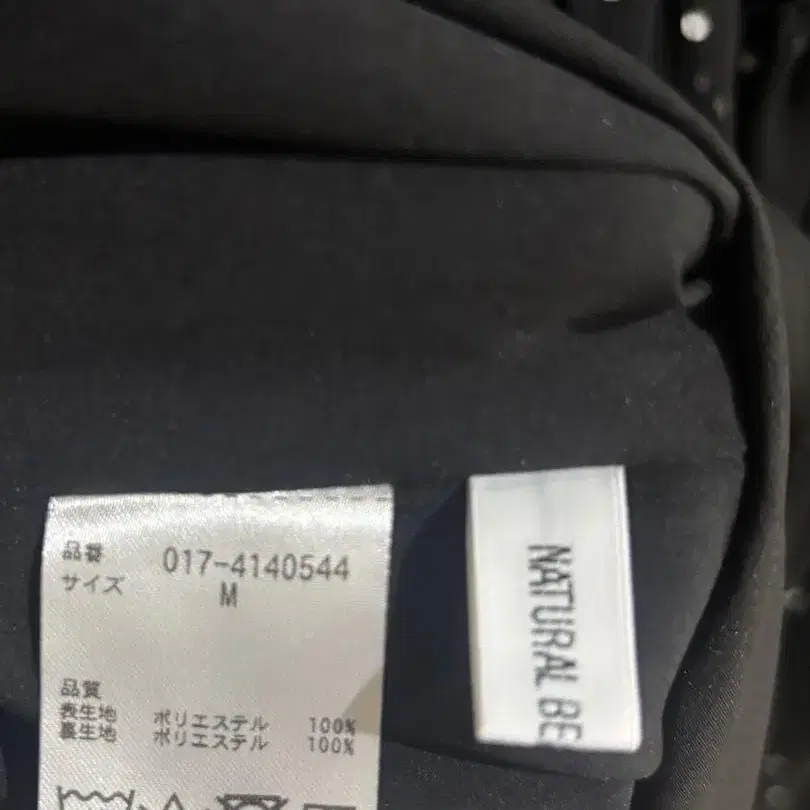 品番 017-4140544
サイズ M
品質
表生地 ポリエステル 100%
裏生地 ポリエステル 100%
NATURAL BE